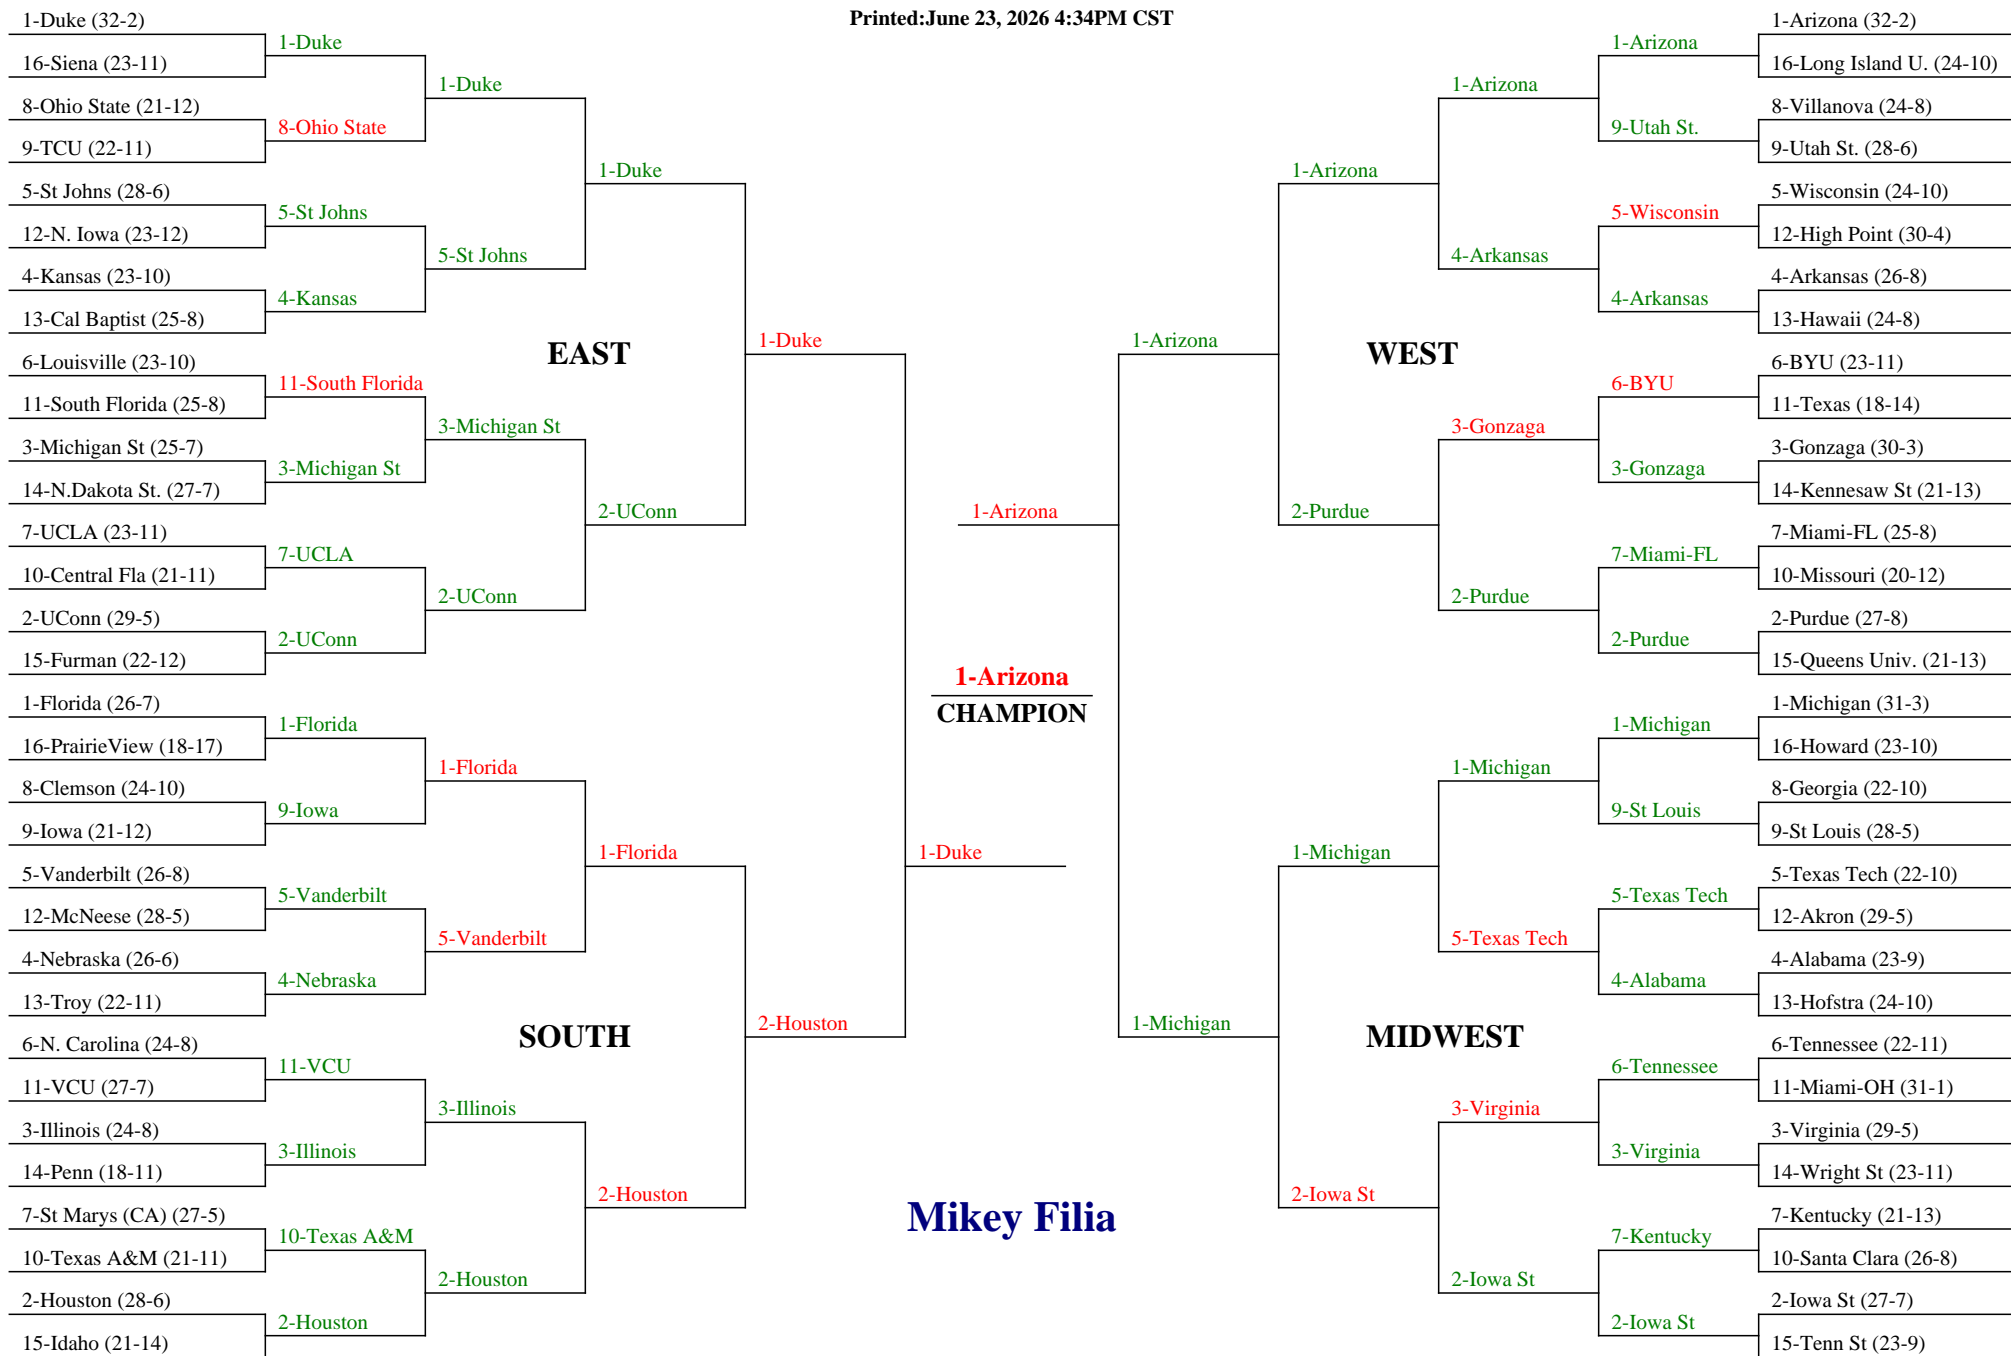 Printed:June 23, 2026 4:34PM CST
1-Duke (32-2)
16-Siena (23-11)
8-Ohio State (21-12)
9-TCU (22-11)
5-St Johns (28-6)
12-N. Iowa (23-12)
4-Kansas (23-10)
13-Cal Baptist (25-8)
6-Louisville (23-10)
11-South Florida (25-8)
3-Michigan St (25-7)
14-N.Dakota St. (27-7)
7-UCLA (23-11)
10-Central Fla (21-11)
2-UConn (29-5)
15-Furman (22-12)
1-Florida (26-7)
16-PrairieView (18-17)
8-Clemson (24-10)
9-Iowa (21-12)
5-Vanderbilt (26-8)
12-McNeese (28-5)
4-Nebraska (26-6)
13-Troy (22-11)
6-N. Carolina (24-8)
11-VCU (27-7)
3-Illinois (24-8)
14-Penn (18-11)
7-St Marys (CA) (27-5)
10-Texas A&M (21-11)
2-Houston (28-6)
15-Idaho (21-14)
1-Duke
8-Ohio State
5-St Johns
4-Kansas
11-South Florida
3-Michigan St
7-UCLA
2-UConn
1-Florida
9-Iowa
5-Vanderbilt
4-Nebraska
11-VCU
3-Illinois
10-Texas A&M
2-Houston
1-Duke
5-St Johns
3-Michigan St
2-UConn
1-Florida
5-Vanderbilt
3-Illinois
2-Houston
EAST
SOUTH
1-Duke
2-UConn
1-Florida
2-Houston
1-Duke
2-Houston
1-Duke
1-Arizona
1-Arizona
CHAMPION
Mikey Filia
1-Arizona
1-Michigan
1-Arizona
2-Purdue
1-Michigan
2-Iowa St
WEST
MIDWEST
1-Arizona
4-Arkansas
3-Gonzaga
2-Purdue
1-Michigan
5-Texas Tech
3-Virginia
2-Iowa St
1-Arizona
9-Utah St.
5-Wisconsin
4-Arkansas
6-BYU
3-Gonzaga
7-Miami-FL
2-Purdue
1-Michigan
9-St Louis
5-Texas Tech
4-Alabama
6-Tennessee
3-Virginia
7-Kentucky
2-Iowa St
1-Arizona (32-2)
16-Long Island U. (24-10)
8-Villanova (24-8)
9-Utah St. (28-6)
5-Wisconsin (24-10)
12-High Point (30-4)
4-Arkansas (26-8)
13-Hawaii (24-8)
6-BYU (23-11)
11-Texas (18-14)
3-Gonzaga (30-3)
14-Kennesaw St (21-13)
7-Miami-FL (25-8)
10-Missouri (20-12)
2-Purdue (27-8)
15-Queens Univ. (21-13)
1-Michigan (31-3)
16-Howard (23-10)
8-Georgia (22-10)
9-St Louis (28-5)
5-Texas Tech (22-10)
12-Akron (29-5)
4-Alabama (23-9)
13-Hofstra (24-10)
6-Tennessee (22-11)
11-Miami-OH (31-1)
3-Virginia (29-5)
14-Wright St (23-11)
7-Kentucky (21-13)
10-Santa Clara (26-8)
2-Iowa St (27-7)
15-Tenn St (23-9)